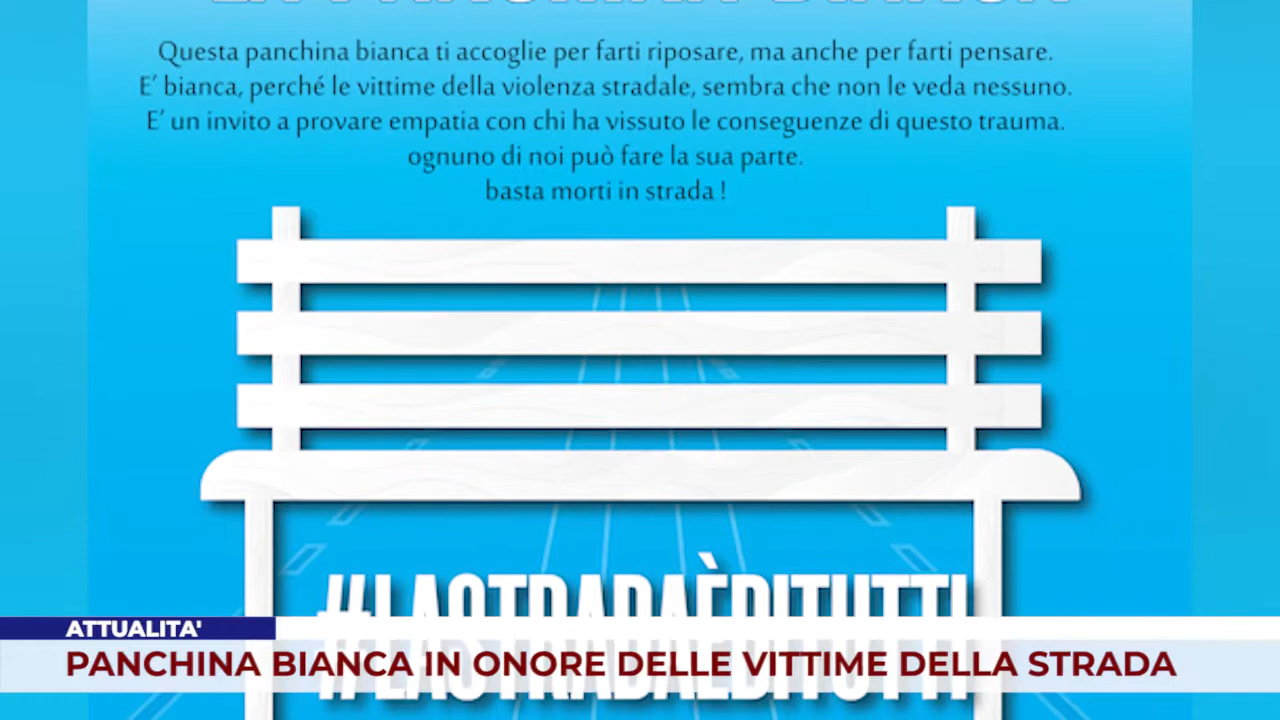 LA PANCHINA BIANCA
Questa panchina bianca ti accoglie per farti riposare, ma anche per farti pensare.
E' bianca, perché le vittime della violenza stradale, sembra che non le veda nessuno.
E' un invito a provare empatia con chi ha vissuto le conseguenze di questo trauma.
ognuno di noi può fare la sua parte.
basta morti in strada !
#LASTRADAÈDITUTTI
ATTUALITA'
PANCHINA BIANCA IN ONORE DELLE VITTIME DELLA STRADA